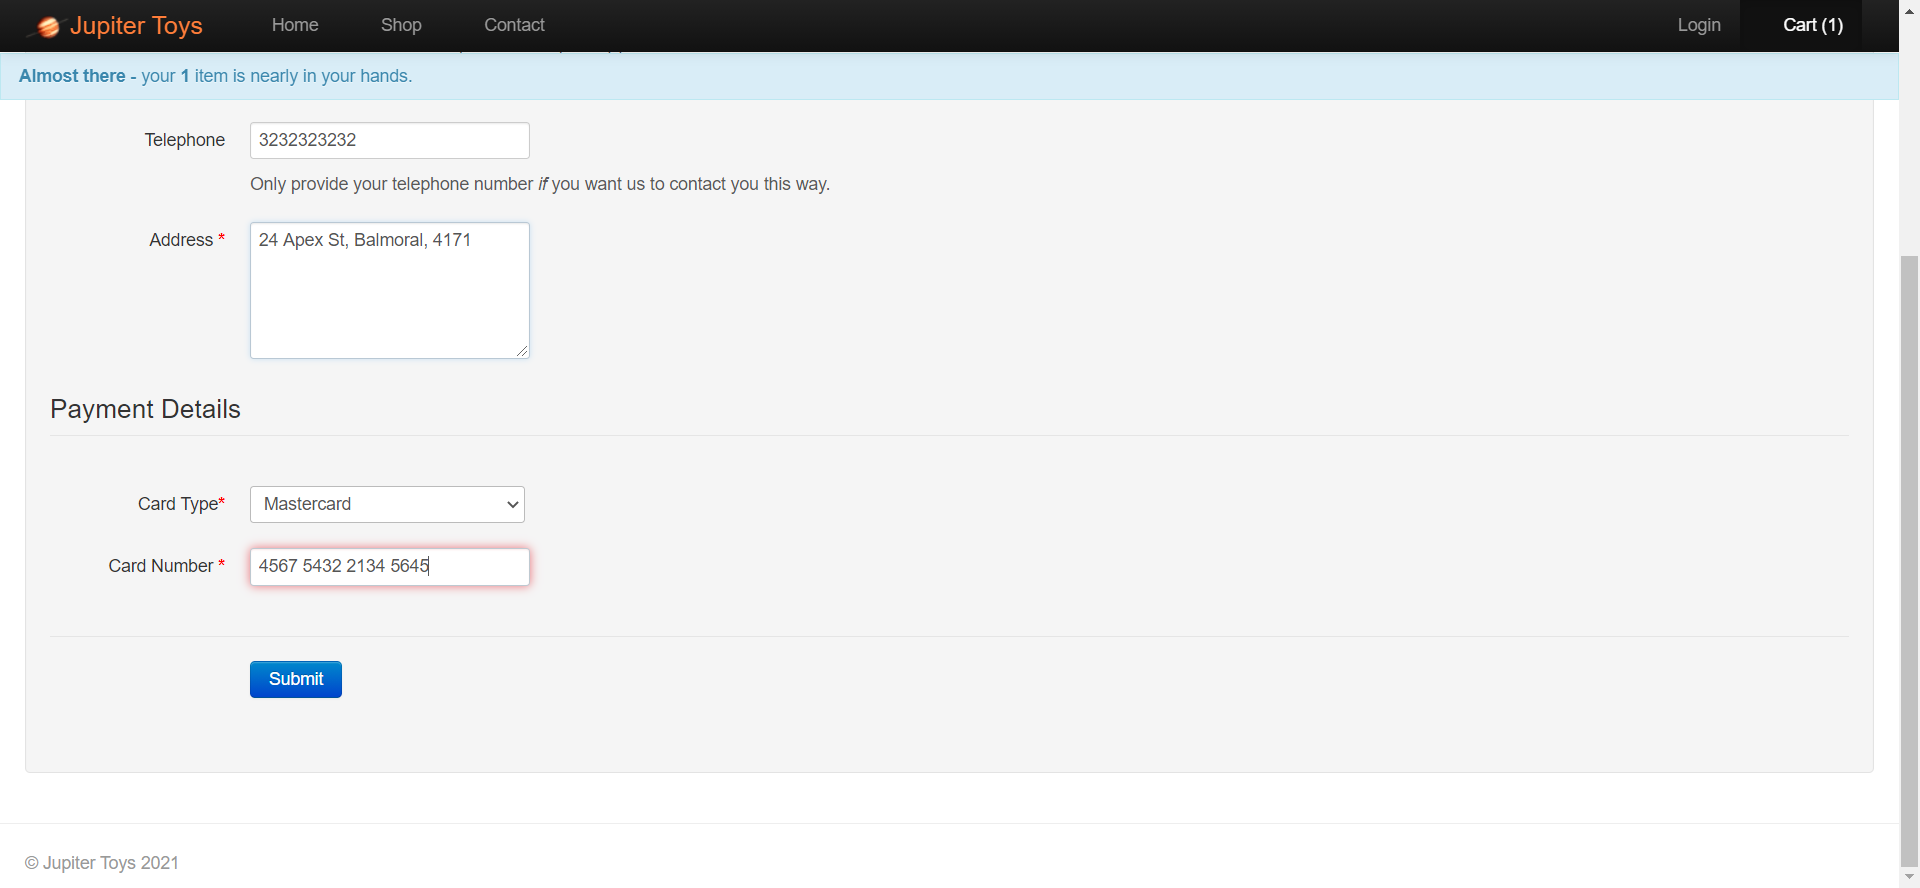 Jupiter Toys Home Shop Contact Login Cart (1)
Almost there - your 1 item is nearly in your hands.
Telephone 3232323232
Only provide your telephone number if you want us to contact you this way.
Address * 24 Apex St, Balmoral, 4171
Payment Details
Card Type* Mastercard
Card Number * 4567 5432 2134 5645
Submit
© Jupiter Toys 2021